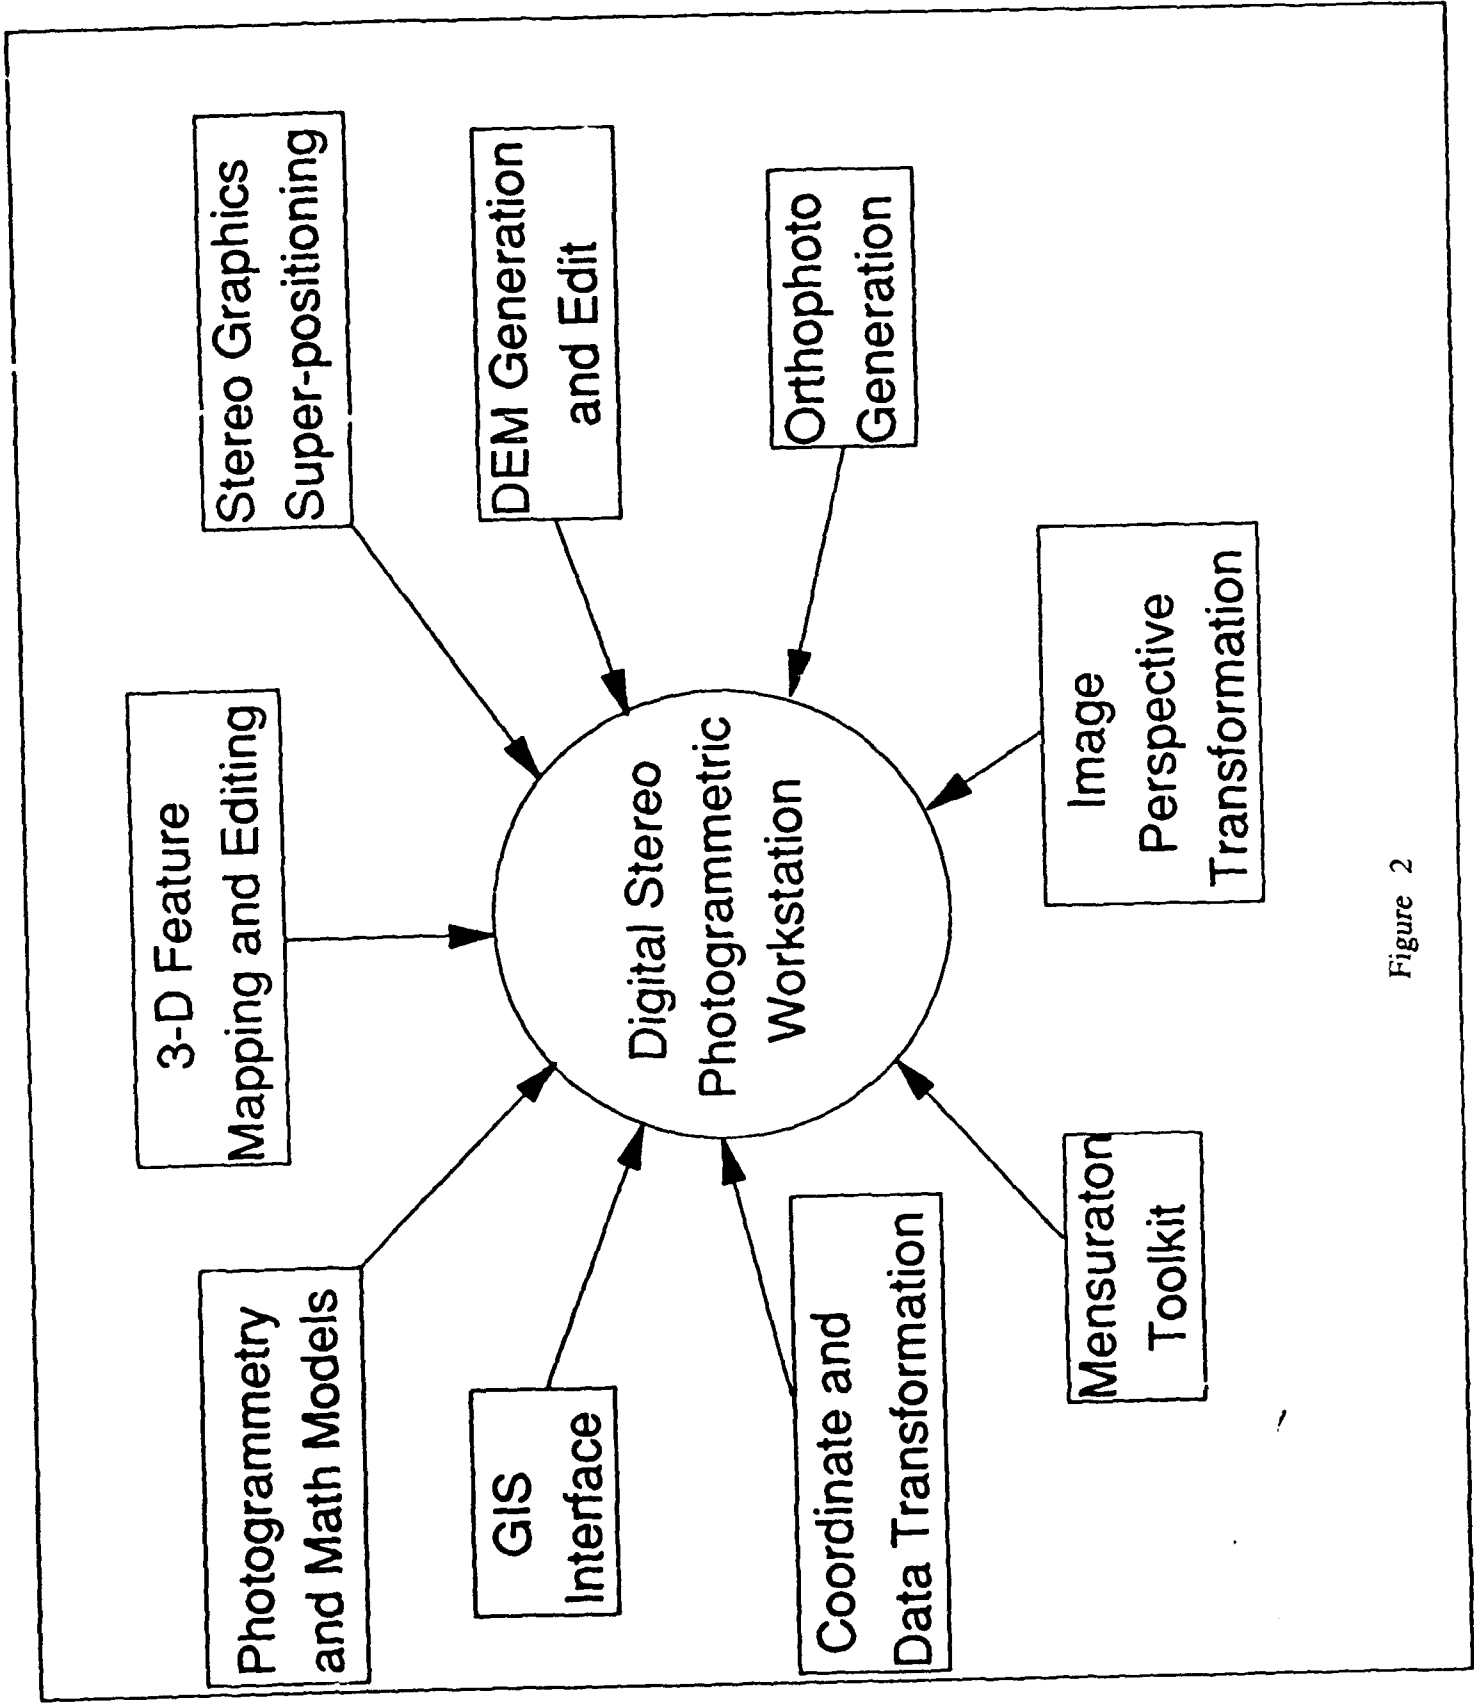 3-D Feature
Mapping and Editing
Photogrammetry
and Math Models
Stereo Graphics
Super-positioning
GIS
Interface
DEM Generation
and Edit
Digital Stereo
Photogrammetric
Workstation
Coordinate and
Data Transformation
Orthophoto
Generation
Mensuraton
Toolkit
Image
Perspective
Transformation
Figure 2